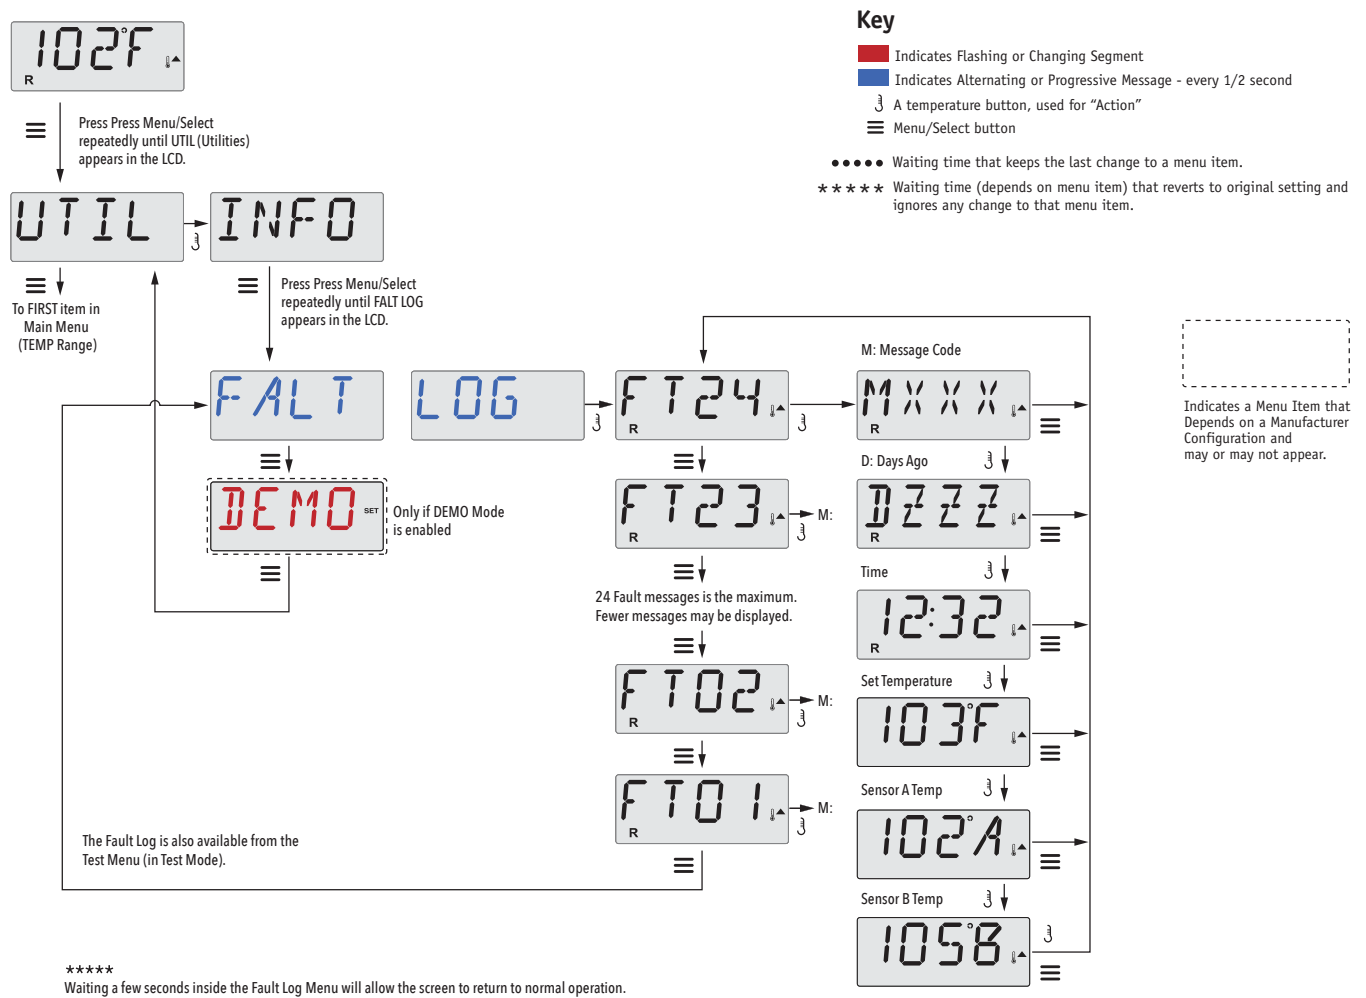 102°F
R
Key
Indicates Flashing or Changing Segment
Indicates Alternating or Progressive Message - every 1/2 second
A temperature button, used for “Action”
Menu/Select button
Waiting time that keeps the last change to a menu item.
***** Waiting time (depends on menu item) that reverts to original setting and
ignores any change to that menu item.
Press Press Menu/Select
repeatedly until UTIL (Utilities)
appears in the LCD.
UTIL
INFO
To FIRST item in
Main Menu
(TEMP Range)
Press Press Menu/Select
repeatedly until FALT LOG
appears in the LCD.
FALT
LOG
FT24
R
M: Message Code
MXXX
R
Indicates a Menu Item that
Depends on a Manufacturer
Configuration and
may or may not appear.
DEMO
SET
Only if DEMO Mode
is enabled
FT23
R
M:
D: Days Ago
DZZZ
R
24 Fault messages is the maximum.
Fewer messages may be displayed.
Time
12:32
R
FT02
R
M:
Set Temperature
103°F
FT01
R
M:
Sensor A Temp
102°A
The Fault Log is also available from the
Test Menu (in Test Mode).
Sensor B Temp
105°B
*****
Waiting a few seconds inside the Fault Log Menu will allow the screen to return to normal operation.